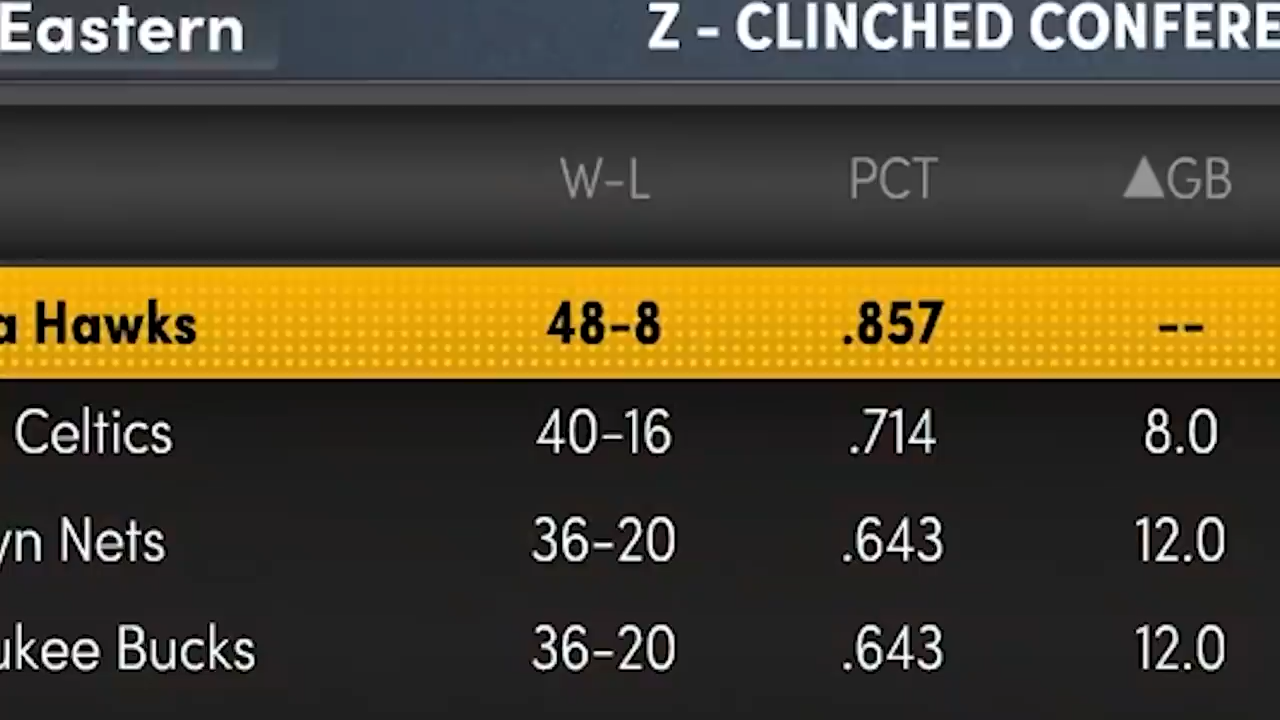 Eastern Z - CLINCHED CONFERE
W-L PCT ▲GB
a Hawks 48-8 .857 --
Celtics 40-16 .714 8.0
yn Nets 36-20 .643 12.0
ukee Bucks 36-20 .643 12.0